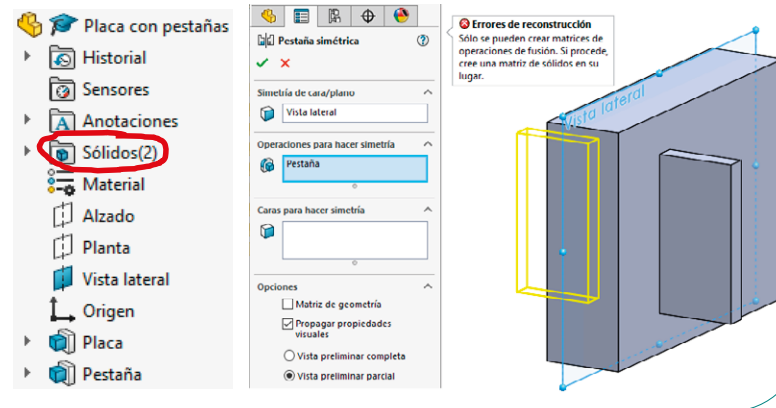 Placa con pestañas
Historial
Sensores
Anotaciones
Sólidos(2)
Material
Alzado
Planta
Vista lateral
Origen
Placa
Pestaña
Pestaña simétrica
Simetría de cara/plano
Vista lateral
Operaciones para hacer simetría
Pestaña
Caras para hacer simetría
Opciones
Matriz de geometría
Propagar propiedades
visuales
Vista preliminar completa
Vista preliminar parcial
Errores de reconstrucción
Sólo se pueden crear matrices de
operaciones de fusión. Si procede,
cree una matriz de sólidos en su
lugar.
Vista lateral